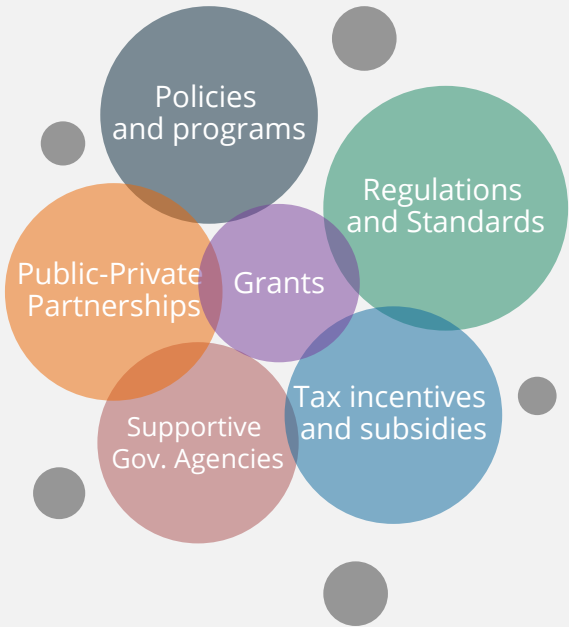 Policies
and programs
Regulations
and Standards
Public-Private
Partnerships
Grants
Tax incentives
and subsidies
Supportive
Gov. Agencies